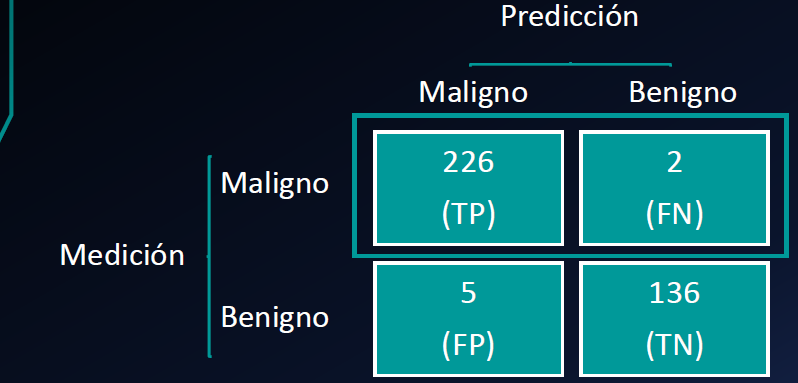 Predicción
Maligno Benigno
Maligno
226 2
(TP) (FN)
Medición
Benigno
5 136
(FP) (TN)